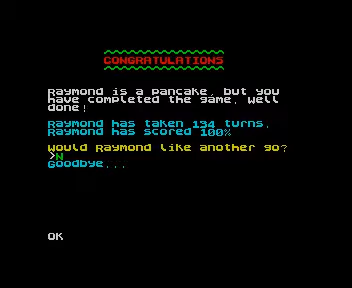 CONGRATULATIONS
Raymond is a pancake, but you
have completed the game. Well
done!
Raymond has taken 134 turns.
Raymond has scored 100%
Would Raymond like another go?
>N
Goodbye...
OK